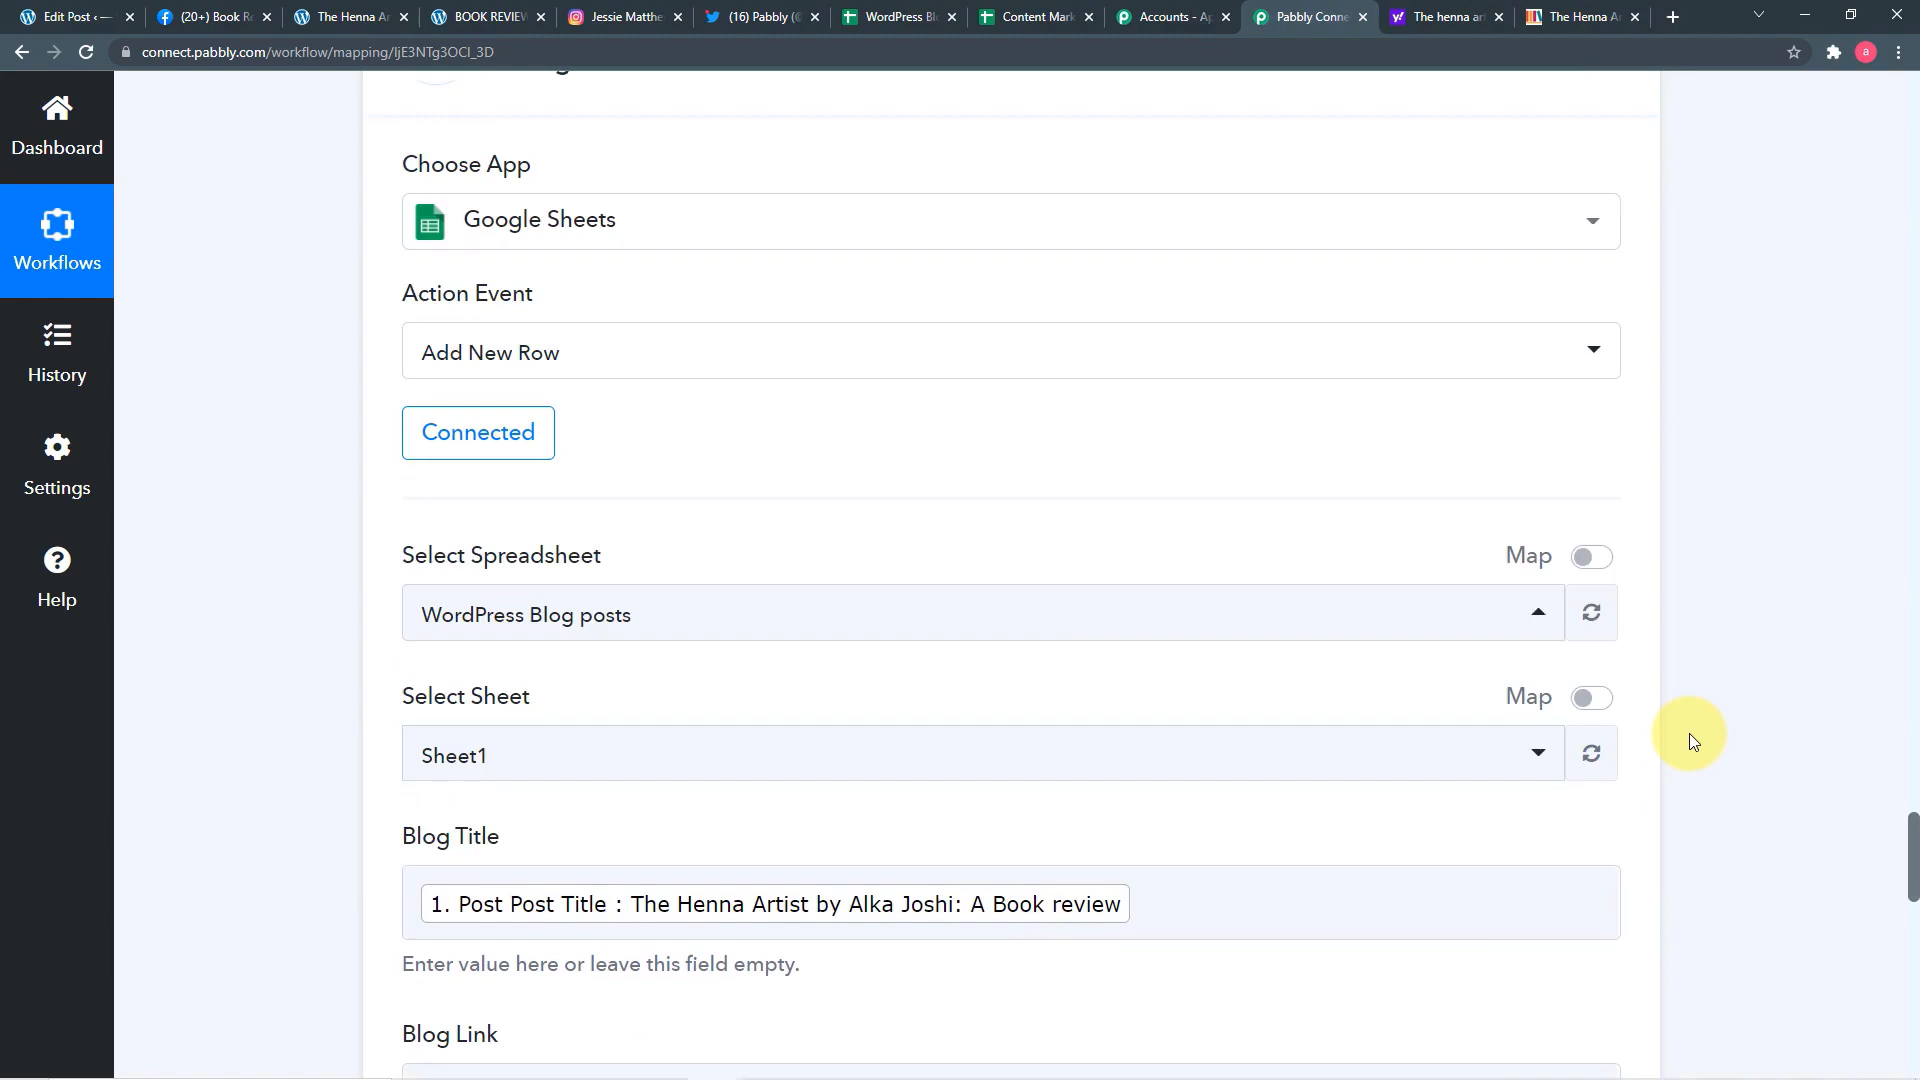 Edit Post ‹ —
(20+) Book R
The Henna Ar
BOOK REVIEW
Jessie Matthe
(16) Pabbly (@
WordPress Bl
Content Mark
Accounts - Ap
Pabbly Conne
The henna ar
The Henna Ar
connect.pabbly.com/workflow/mapping/IjE3NTg3OCI_3D
a
Dashboard
Workflows
History
Settings
Help
Choose App
Google Sheets
Action Event
Add New Row
Connected
Select Spreadsheet
Map
WordPress Blog posts
Select Sheet
Map
Sheet1
Blog Title
1. Post Post Title : The Henna Artist by Alka Joshi: A Book review
Enter value here or leave this field empty.
Blog Link